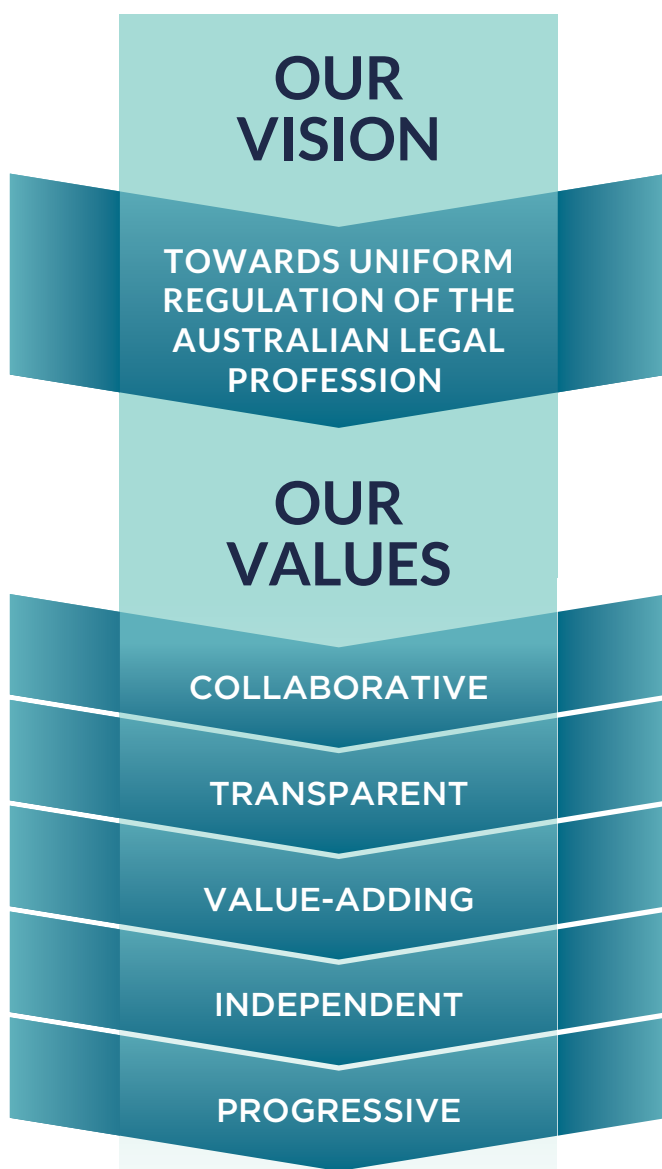 OUR
VISION
TOWARDS UNIFORM
REGULATION OF THE
AUSTRALIAN LEGAL
PROFESSION
OUR
VALUES
COLLABORATIVE
TRANSPARENT
VALUE-ADDING
INDEPENDENT
PROGRESSIVE